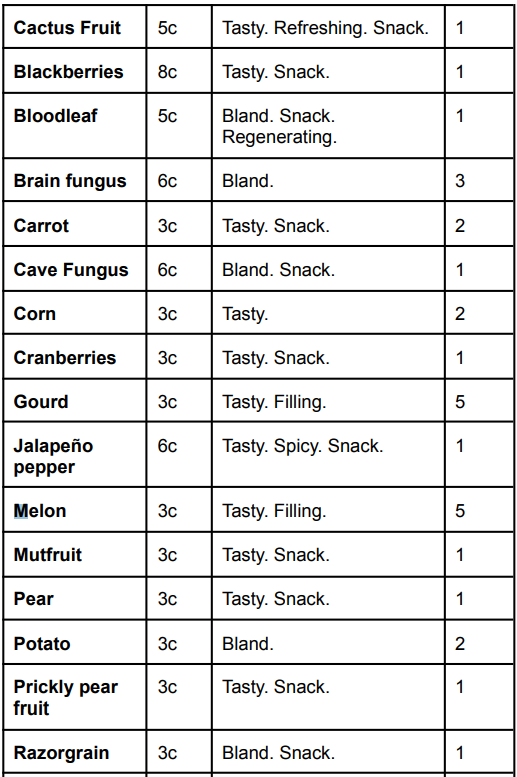 Cactus Fruit 5c Tasty. Refreshing. Snack. 1
Blackberries 8c Tasty. Snack. 1
Bloodleaf 5c Bland. Snack. 1
Regenerating.
Brain fungus 6c Bland. 3
Carrot 3c Tasty. Snack. 2
Cave Fungus 6c Bland. Snack. 1
Corn 3c Tasty. 2
Cranberries 3c Tasty. Snack. 1
Gourd 3c Tasty. Filling. 5
Jalapeño 6c Tasty. Spicy. Snack. 1
pepper
Melon 3c Tasty. Filling. 5
Mutfruit 3c Tasty. Snack. 1
Pear 3c Tasty. Snack. 1
Potato 3c Bland. 2
Prickly pear 3c Tasty. Snack. 1
fruit
Razorgrain 3c Bland. Snack. 1